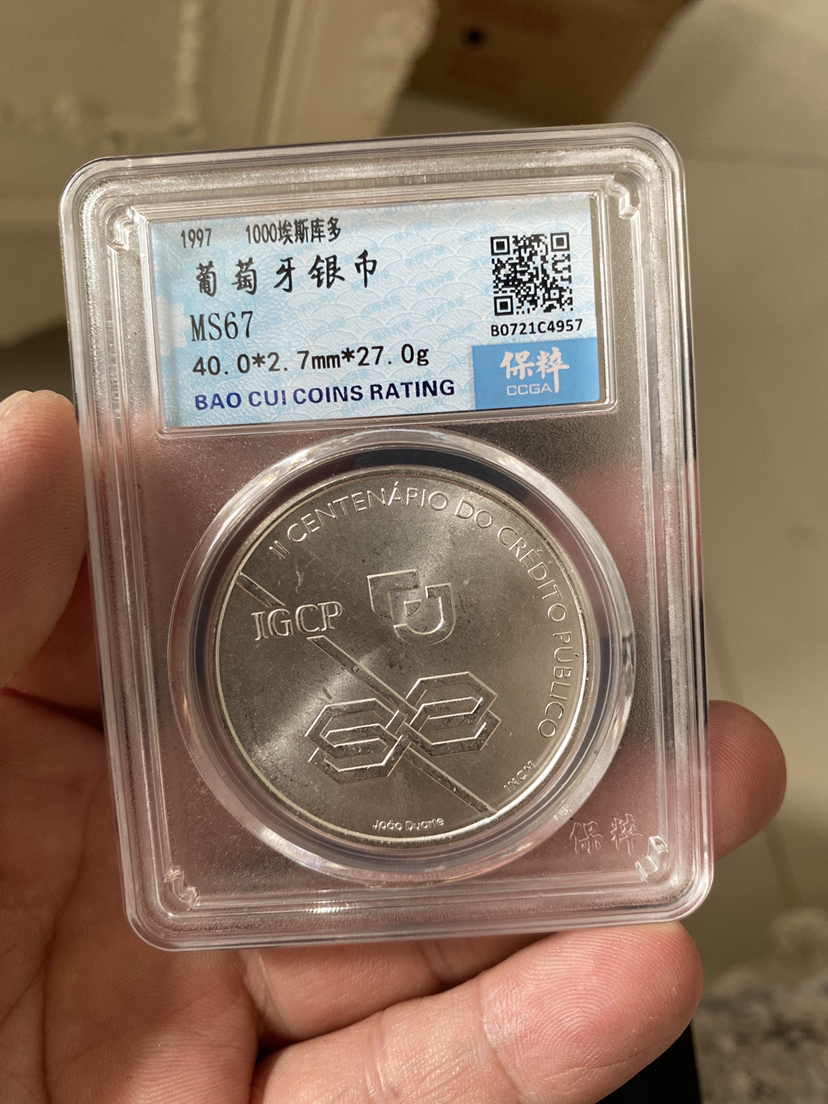 1997 1000埃斯库多
葡萄牙银币
MS67
40.0*2.7mm*27.0g
BAO CUI COINS RATING
B0721C4957
保粹
CCGA
II CENTENÁRIO DO CRÉDITO PÚBLICO
IGCP
INCM
João Duarte
保粹